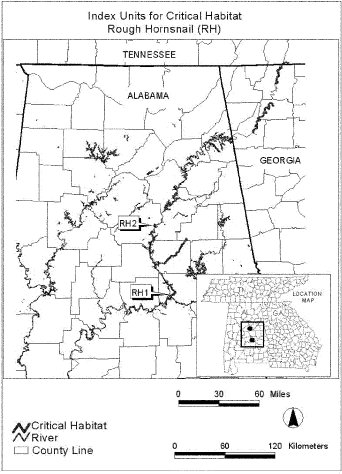 Index Units for Critical Habitat
Rough Hornsnail (RH)
TENNESSEE
ALABAMA
GEORGIA
RH2
RH1
LOCATION
MAP
0 30 60 Miles
Critical Habitat
River
County Line
0 60 120 Kilometers